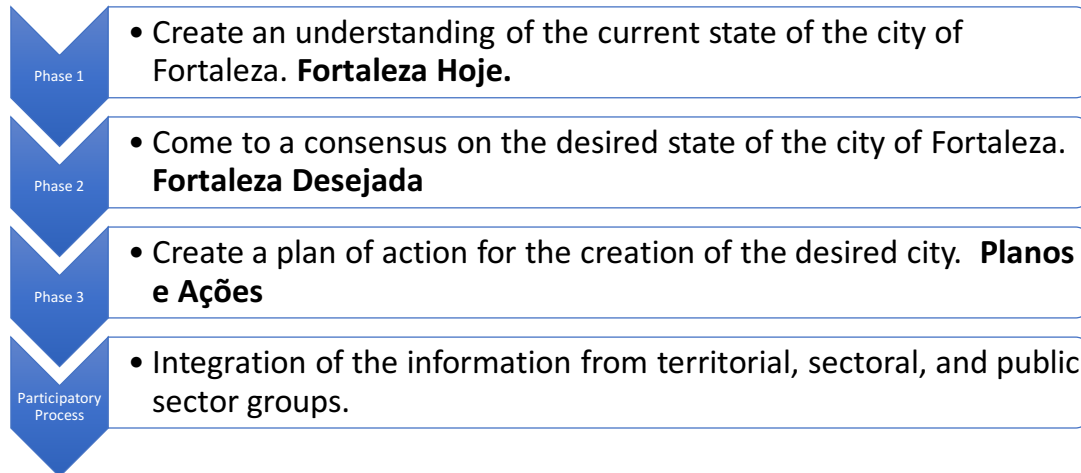 Phase 1
• Create an understanding of the current state of the city of
Fortaleza. Fortaleza Hoje.
Phase 2
• Come to a consensus on the desired state of the city of Fortaleza.
Fortaleza Desejada
Phase 3
• Create a plan of action for the creation of the desired city. Planos
e Ações
Participatory
Process
• Integration of the information from territorial, sectoral, and public
sector groups.